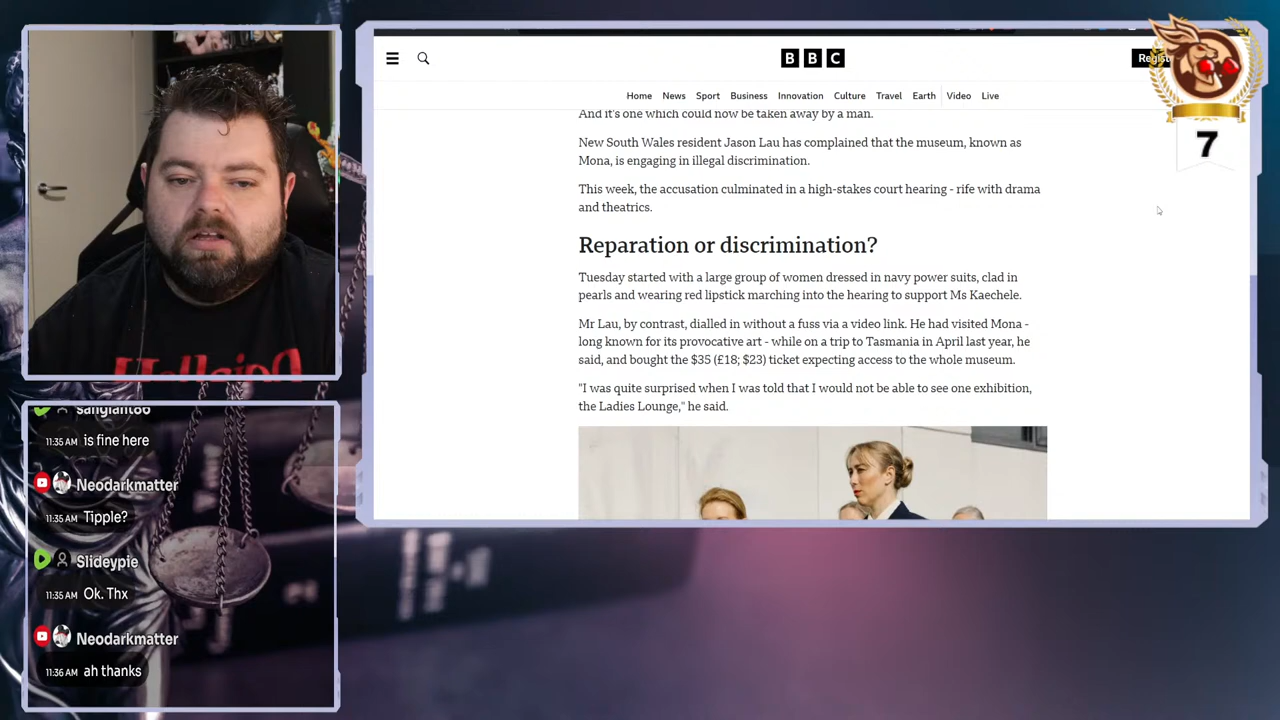 BBC
Regist
Home News Sport Business Innovation Culture Travel Earth Video Live
And it's one which could now be taken away by a man.
New South Wales resident Jason Lau has complained that the museum, known as
Mona, is engaging in illegal discrimination.
This week, the accusation culminated in a high-stakes court hearing - rife with drama
and theatrics.
Reparation or discrimination?
Tuesday started with a large group of women dressed in navy power suits, clad in
pearls and wearing red lipstick marching into the hearing to support Ms Kaechele.
Mr Lau, by contrast, dialled in without a fuss via a video link. He had visited Mona -
long known for its provocative art - while on a trip to Tasmania in April last year, he
said, and bought the $35 (£18; $23) ticket expecting access to the whole museum.
"I was quite surprised when I was told that I would not be able to see one exhibition,
the Ladies Lounge," he said.
7
sangiant86
11:35 AM is fine here
Neodarkmatter
11:35 AM Tipple?
Slideypie
11:35 AM Ok. Thx
Neodarkmatter
11:36 AM ah thanks